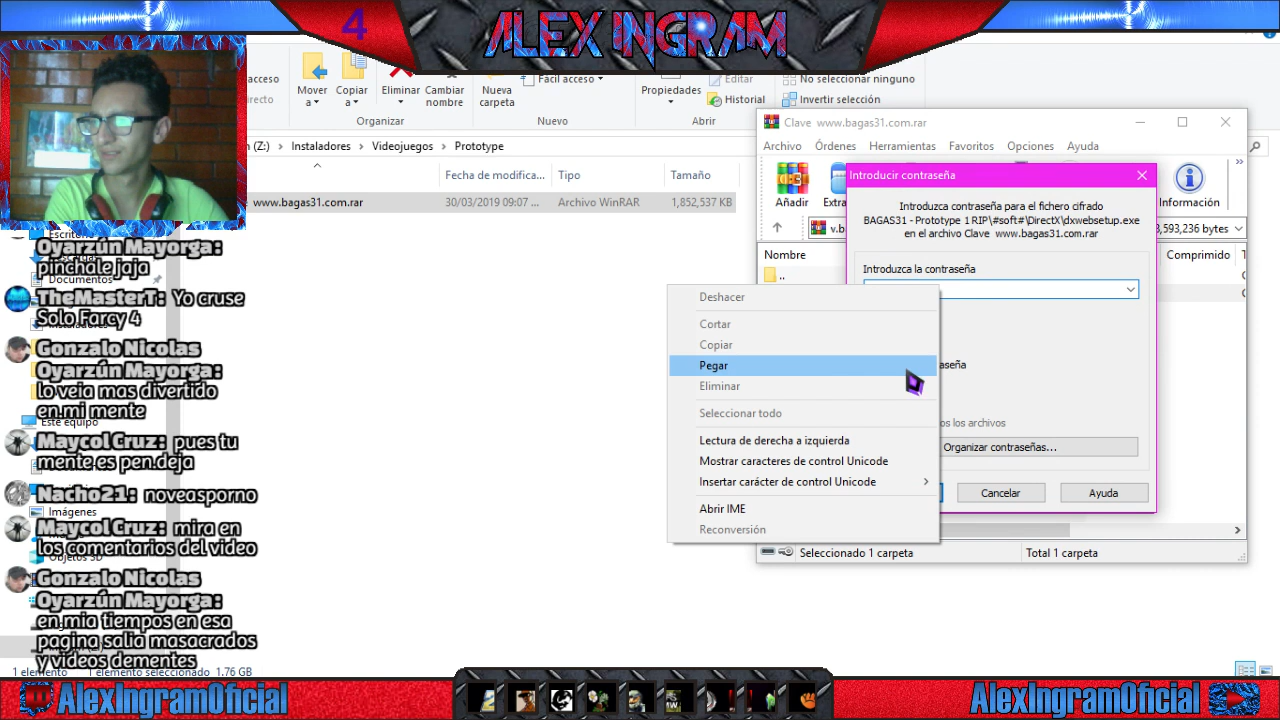 4
ALEX INGRAM
acceso
directo
Mover
a
Copiar
a
Eliminar
Cambiar
nombre
Nueva
carpeta
Fácil acceso
Propiedades
Editar
Historial
No seleccionar ninguno
Invertir selección
Organizar
Nuevo
Abrir
(Z:) > Instaladores > Videojuegos > Prototype
Fecha de modifica...
Tipo
Tamaño
www.bagas31.com.rar
30/03/2019 09:07 ...
Archivo WinRAR
1,852,537 KB
Clave www.bagas31.com.rar
Archivo
Órdenes
Herramientas
Favoritos
Opciones
Ayuda
Añadir
Extra
Información
Introducir contraseña
Introduzca la contraseña para el fichero cifrado
BAGAS31 - Prototype 1 RIP\#soft#\DirectX\dxwebsetup.exe
en el archivo Clave www.bagas31.com.rar
Introduzca la contraseña
,593,236 bytes
Nombre
Comprimido
..
aseña
os los archivos
Organizar contraseñas...
Cancelar
Ayuda
Seleccionado 1 carpeta
Total 1 carpeta
Deshacer
Cortar
Copiar
Pegar
Eliminar
Seleccionar todo
Lectura de derecha a izquierda
Mostrar caracteres de control Unicode
Insertar carácter de control Unicode
Abrir IME
Reconversión
Oyarzún Mayorga:
pinchale jaja
Documentos
TheMasterT: Yo cruse
Solo Farcy 4
Gonzalo Nicolas
Oyarzún Mayorga:
lo veia mas divertido
en mi mente
Este equipo
Maycol Cruz: pues tu
mente es pen.deja
Nacho21: noveasporno
Imágenes
Maycol Cruz: mira en
los comentarios del video
Objetos 3D
Gonzalo Nicolas
Oyarzún Mayorga:
en mia tiempos en esa
pagina salia masacrados
y videos dementes
1 elemento
1 elemento seleccionado 1.76 GB
AlexIngramOficial
AlexIngramOficial